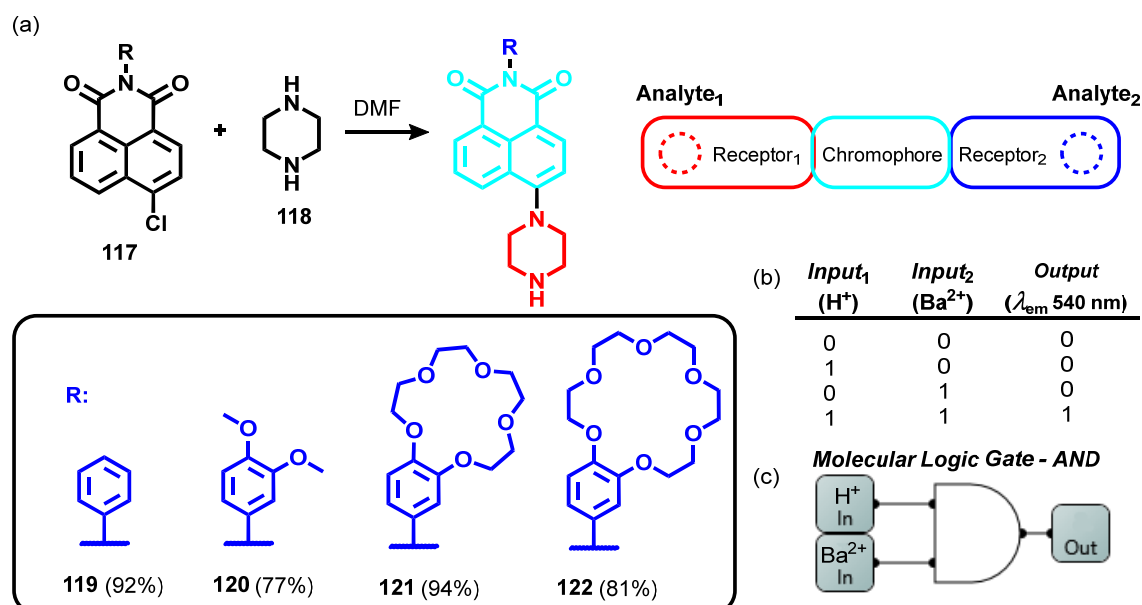 (a)
R
O N O
Cl
117
+
H
N
N
H
118
DMF
R
O N O
N
N
H
Analyte₁ Analyte₂
Receptor₁ Chromophore Receptor₂
(b)
Input₁ Input₂ Output
(H⁺) (Ba²⁺) (λem 540 nm)
0 0 0
1 0 0
0 1 0
1 1 1
(c)
Molecular Logic Gate - AND
H⁺
In
Ba²⁺
In
Out
R:
O
O
O O
O O
O
O
O O
O O
O
119 (92%) 120 (77%) 121 (94%) 122 (81%)